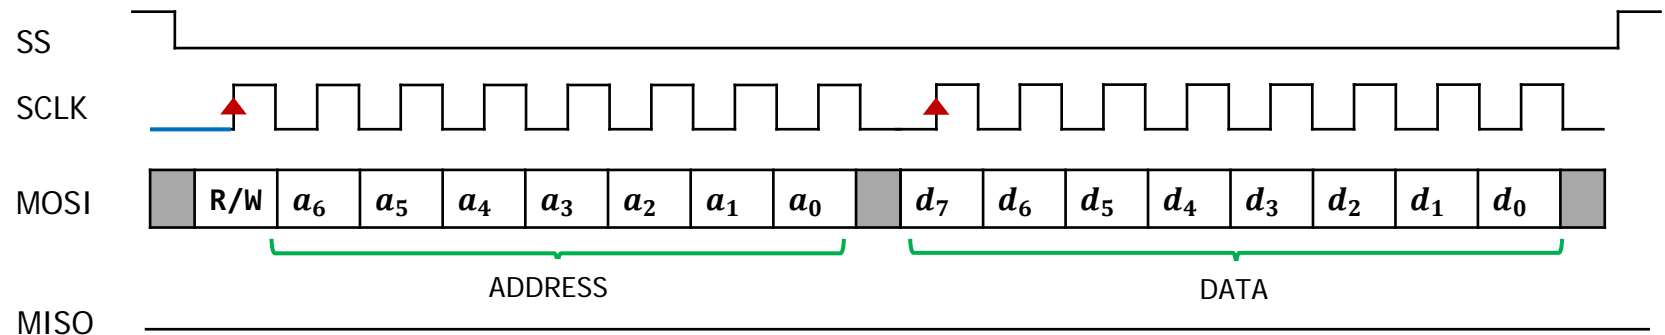 SS
SCLK
MOSI R/W a₆ a₅ a₄ a₃ a₂ a₁ a₀ d₇ d₆ d₅ d₄ d₃ d₂ d₁ d₀
ADDRESS DATA
MISO